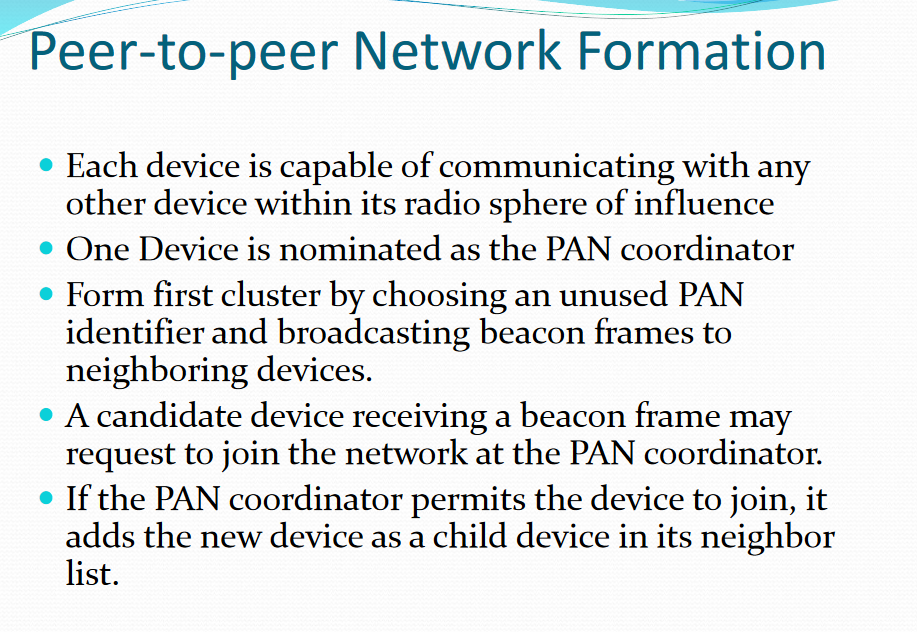 Peer-to-peer Network Formation
• Each device is capable of communicating with any
other device within its radio sphere of influence
• One Device is nominated as the PAN coordinator
• Form first cluster by choosing an unused PAN
identifier and broadcasting beacon frames to
neighboring devices.
• A candidate device receiving a beacon frame may
request to join the network at the PAN coordinator.
• If the PAN coordinator permits the device to join, it
adds the new device as a child device in its neighbor
list.